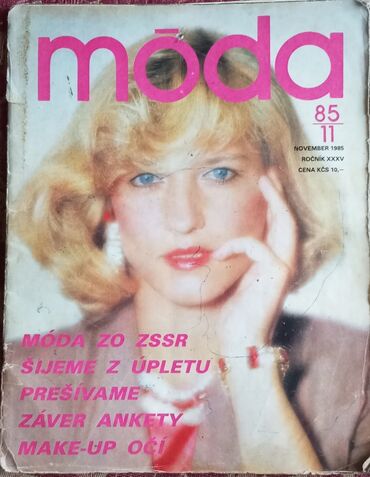 móda
85
11
NOVEMBER 1985
ROČNÍK XXXV
CENA KČS 10,–
MÓDA ZO ZSSR
ŠIJEME Z ÚPLETU
PREŠÍVAME
ZÁVER ANKETY
MAKE-UP OČÍ